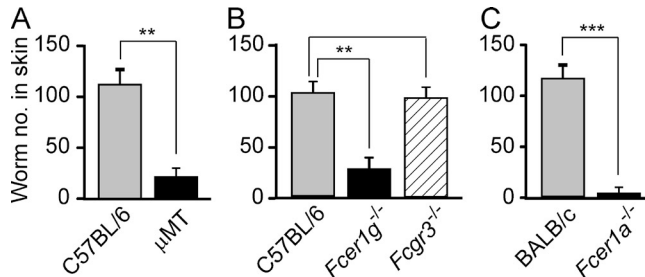 A
B
C
Worm no. in skin
150
100
50
0
**
C57BL/6
μMT
150
100
50
0
**
C57BL/6
Fcer1g-/-
Fcgr3-/-
150
100
50
0
***
BALB/c
Fcer1a-/-